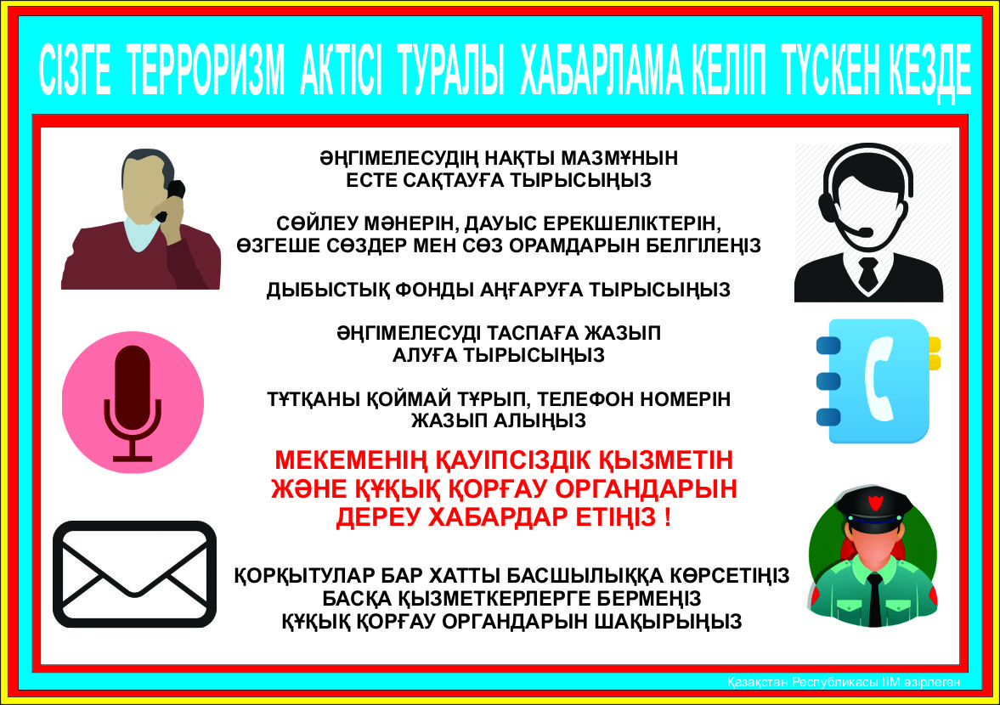 СІЗГЕ ТЕРРОРИЗМ АКТІСІ ТУРАЛЫ ХАБАРЛАМА КЕЛІП ТҮСКЕН КЕЗДЕ
ӘҢГІМЕЛЕСУДІҢ НАҚТЫ МАЗМҰНЫН
ЕСТЕ САҚТАУҒА ТЫРЫСЫҢЫЗ
СӨЙЛЕУ МӘНЕРІН, ДАУЫС ЕРЕКШЕЛІКТЕРІН,
ӨЗГЕШЕ СӨЗДЕР МЕН СӨЗ ОРАМДАРЫН БЕЛГІЛЕҢІЗ
ДЫБЫСТЫҚ ФОНДЫ АҢҒАРУҒА ТЫРЫСЫҢЫЗ
ӘҢГІМЕЛЕСУДІ ТАСПАҒА ЖАЗЫП
АЛУҒА ТЫРЫСЫҢЫЗ
ТҰТҚАНЫ ҚОЙМАЙ ТҰРЫП, ТЕЛЕФОН НОМЕРІН
ЖАЗЫП АЛЫҢЫЗ
МЕКЕМЕНІҢ ҚАУІПСІЗДІК ҚЫЗМЕТІН
ЖӘНЕ ҚҰҚЫҚ ҚОРҒАУ ОРГАНДАРЫН
ДЕРЕУ ХАБАРДАР ЕТІҢІЗ !
ҚОРҚЫТУЛАР БАР ХАТТЫ БАСШЫЛЫҚҚА КӨРСЕТІҢІЗ
БАСҚА ҚЫЗМЕТКЕРЛЕРГЕ БЕРМЕҢІЗ
ҚҰҚЫҚ ҚОРҒАУ ОРГАНДАРЫН ШАҚЫРЫҢЫЗ
Қазақстан Республикасы ІІМ әзірлеген